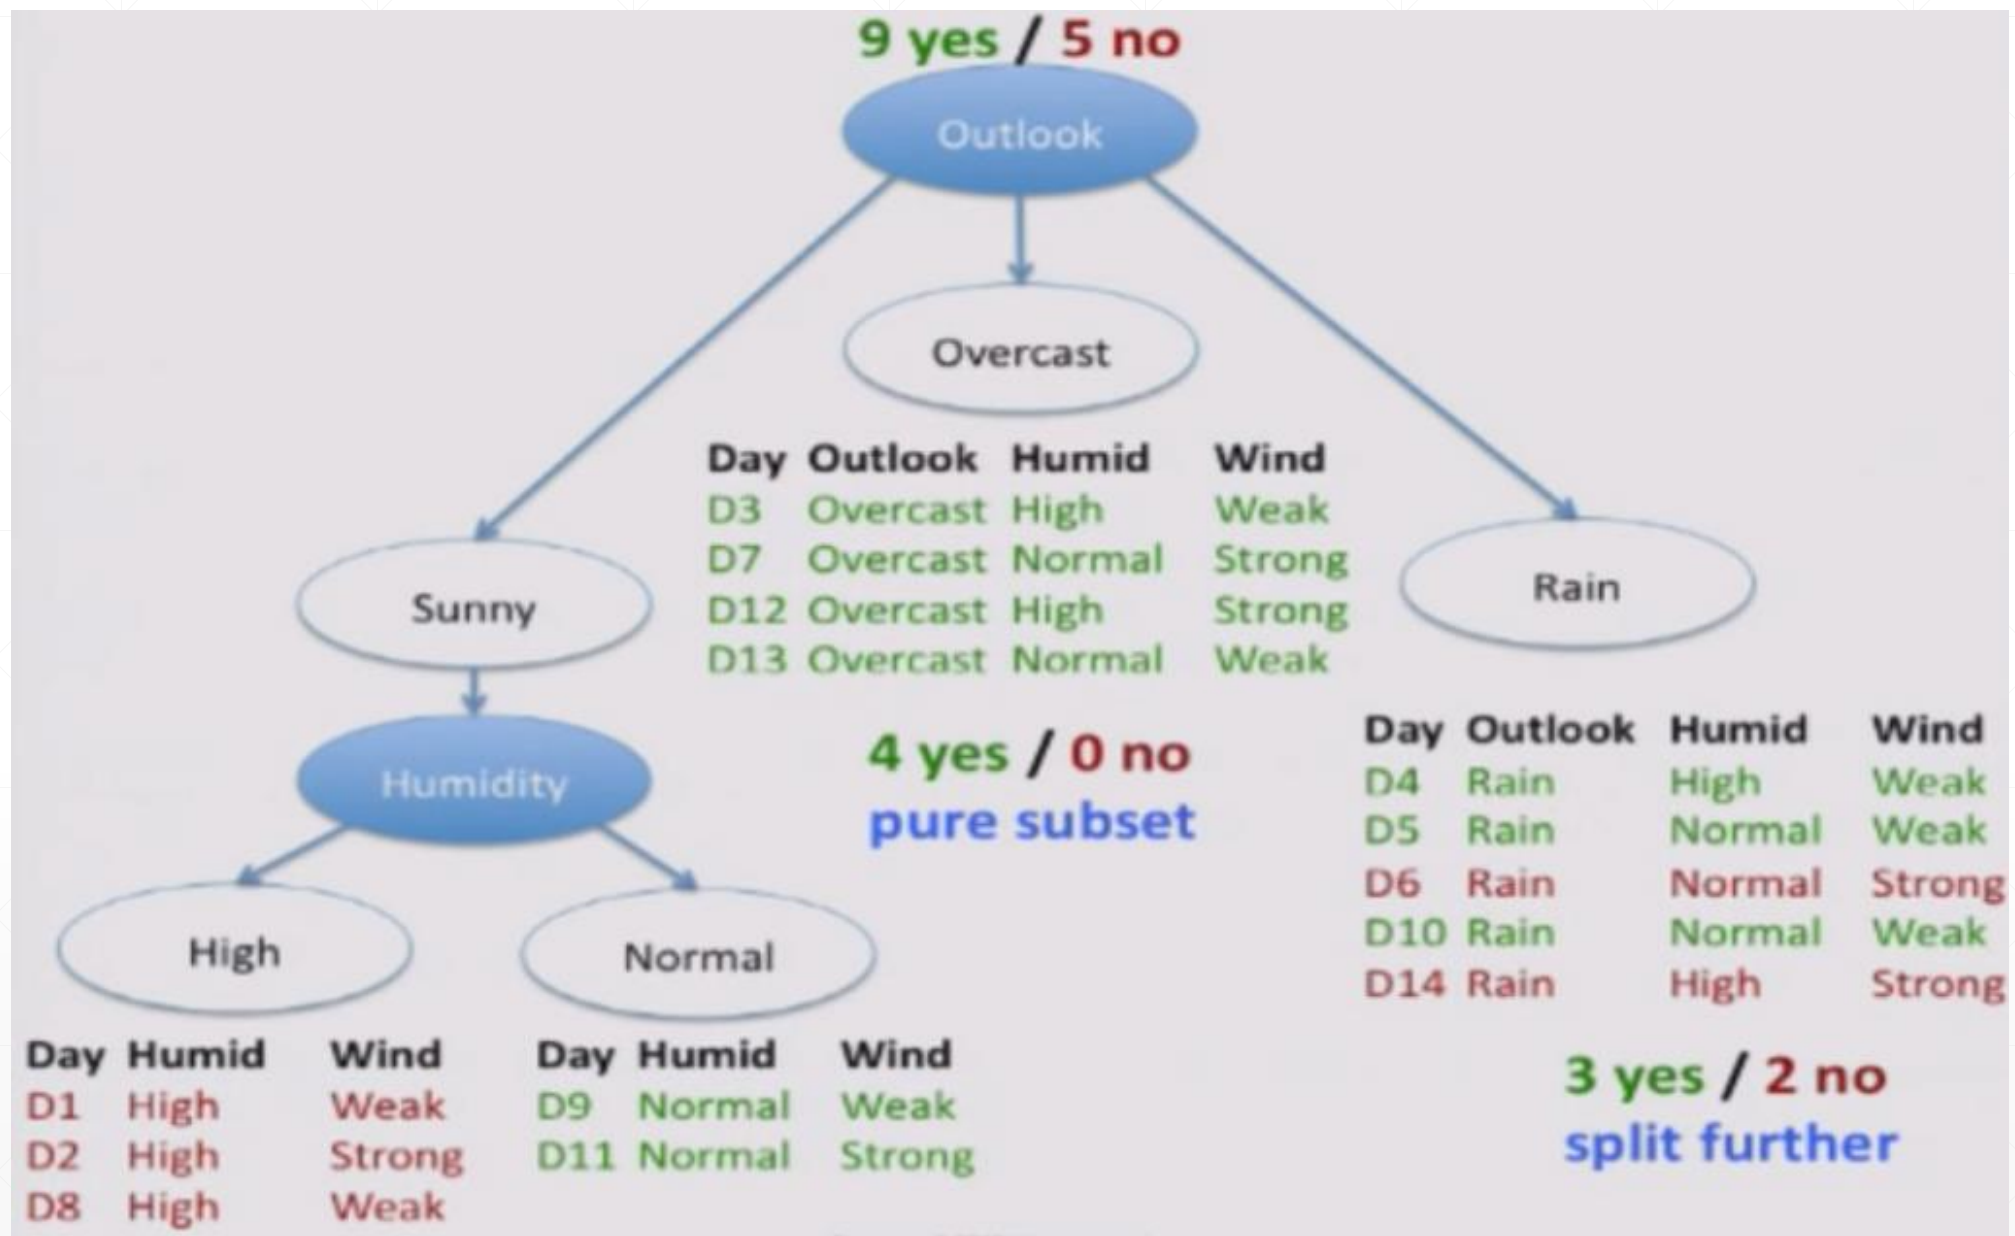 9 yes / 5 no
Outlook
Overcast
Day Outlook Humid Wind
D3 Overcast High Weak
D7 Overcast Normal Strong
D12 Overcast High Strong
D13 Overcast Normal Weak
4 yes / 0 no
pure subset
Sunny
Humidity
High
Day Humid Wind
D1 High Weak
D2 High Strong
D8 High Weak
Normal
Day Humid Wind
D9 Normal Weak
D11 Normal Strong
Rain
Day Outlook Humid Wind
D4 Rain High Weak
D5 Rain Normal Weak
D6 Rain Normal Strong
D10 Rain Normal Weak
D14 Rain High Strong
3 yes / 2 no
split further